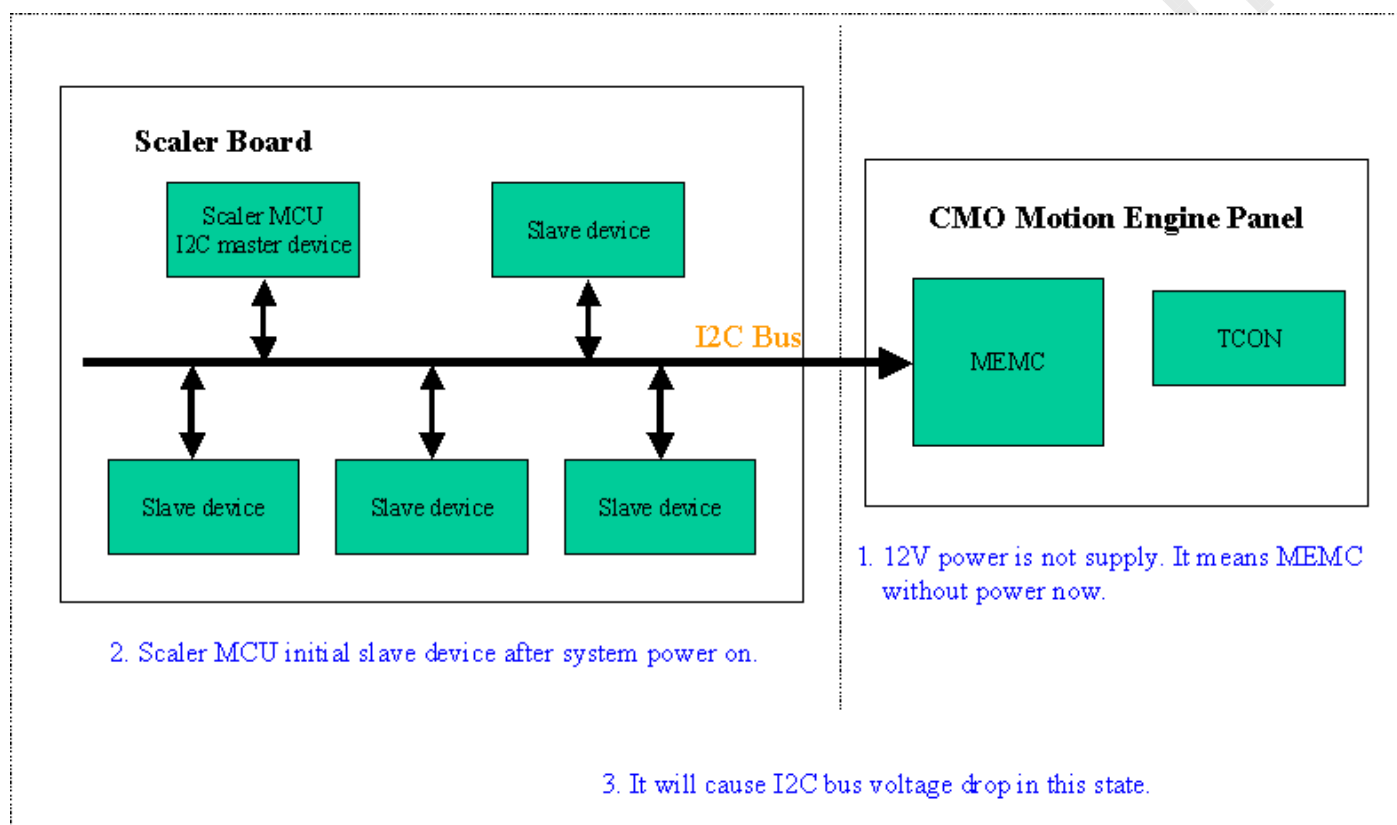 Scaler Board
Scaler MCU
I2C master device
Slave device
CMO Motion Engine Panel
I2C Bus
MEMC
TCON
Slave device
Slave device
Slave device
1. 12V power is not supply. It means MEMC
without power now.
2. Scaler MCU initial slave device after system power on.
3. It will cause I2C bus voltage drop in this state.